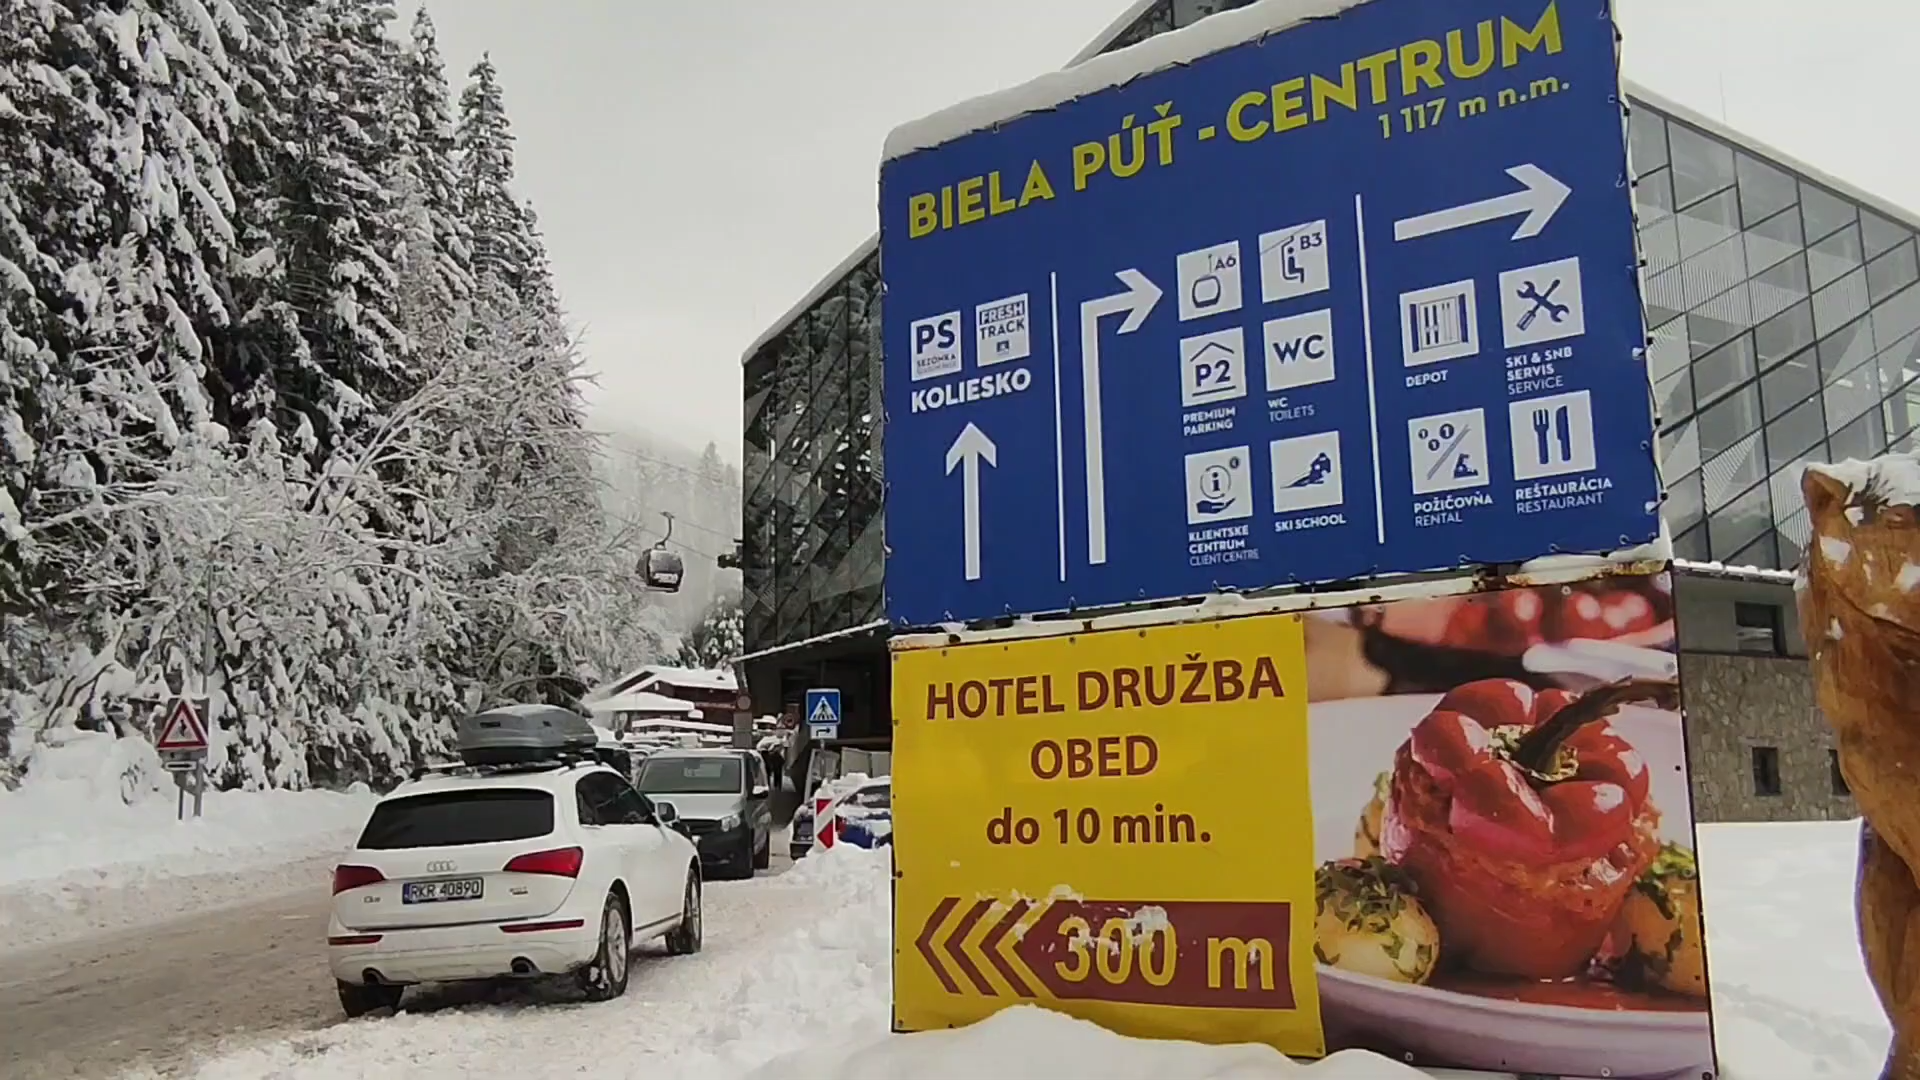 BIELA PÚŤ - CENTRUM
1 117 m n.m.
PS
SEZÓNKA
FRESH
TRACK
KOLIESKO
A6
B3
P2
PREMIUM
PARKING
WC
WC
TOILETS
KLIENTSKE
CENTRUM
CLIENT CENTRE
SKI SCHOOL
DEPOT
SKI & SNB
SERVIS
SERVICE
POŽIČOVŇA
RENTAL
REŠTAURÁCIA
RESTAURANT
HOTEL DRUŽBA
OBED
do 10 min.
300 m
RKR 40890